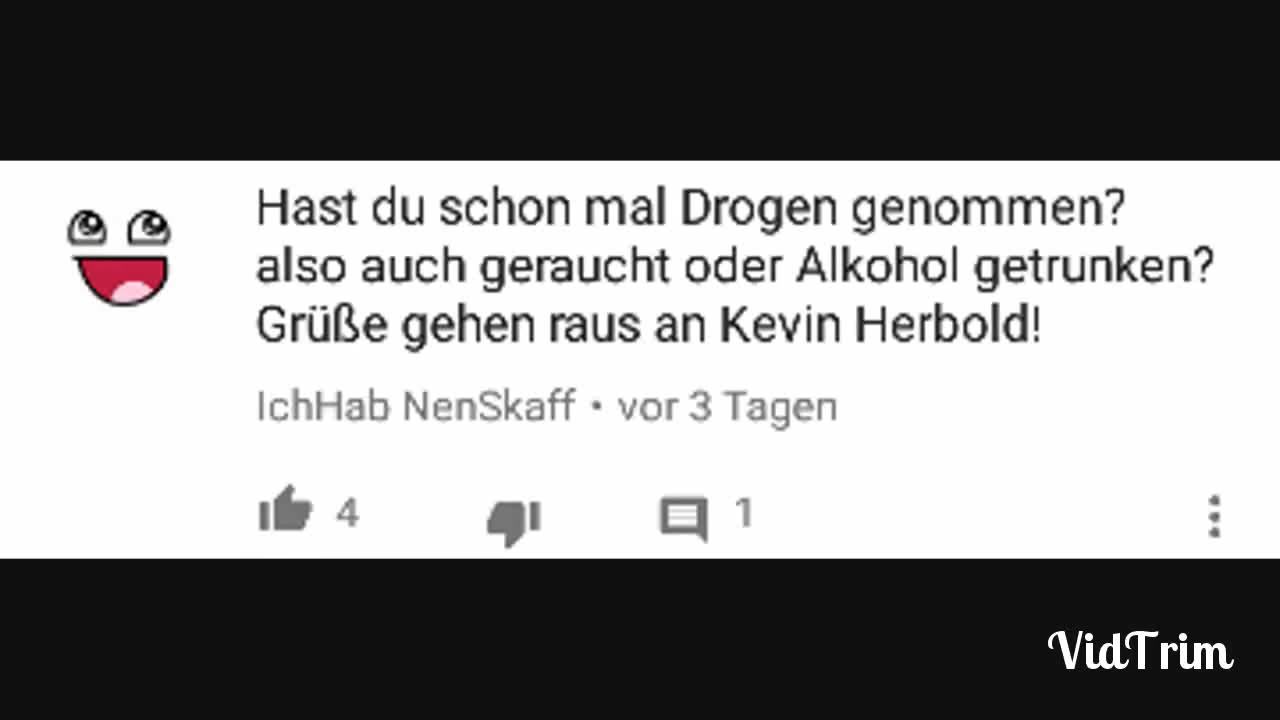 Hast du schon mal Drogen genommen?
also auch geraucht oder Alkohol getrunken?
Grüße gehen raus an Kevin Herbold!
IchHab NenSkaff • vor 3 Tagen
4 1
VidTrim